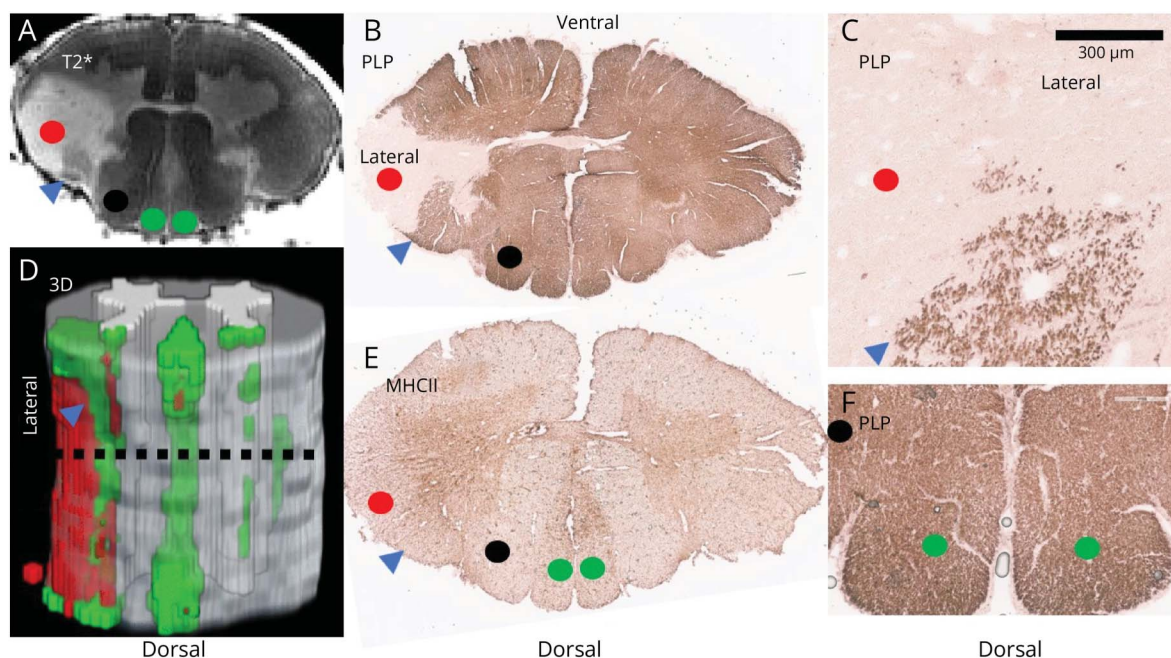 A
T2*
B
Ventral
PLP
Lateral
C
PLP
300 μm
Lateral
D
3D
Lateral
E
MHCII
F
PLP
Dorsal
Dorsal
Dorsal